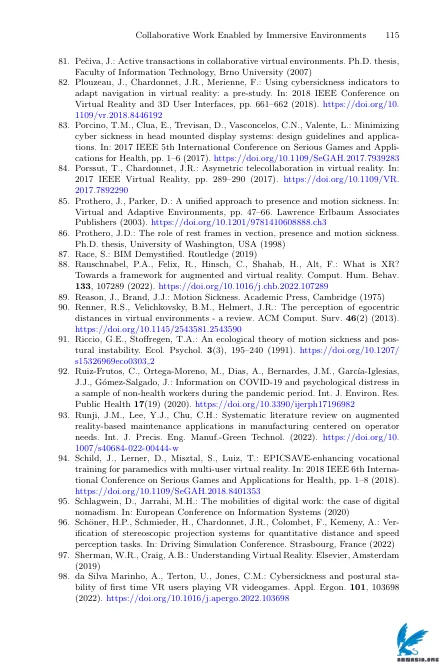 Collaborative Work Enabled by Immersive Environments 115
81. Pečiva, J.: Active transactions in collaborative virtual environments. Ph.D. thesis,
Faculty of Information Technology, Brno University (2007)
82. Plouzeau, J., Chardonnet, J.R., Merienne, F.: Using cybersickness indicators to
adapt navigation in virtual reality: a pre-study. In: 2018 IEEE Conference on
Virtual Reality and 3D User Interfaces, pp. 661–662 (2018). https://doi.org/10.
1109/vr.2018.8446192
83. Porcino, T.M., Clua, E., Trevisan, D., Vasconcelos, C.N., Valente, L.: Minimizing
cyber sickness in head mounted display systems: design guidelines and applica-
tions. In: 2017 IEEE 5th International Conference on Serious Games and Appli-
cations for Health, pp. 1–6 (2017). https://doi.org/10.1109/SeGAH.2017.7939283
84. Porssut, T., Chardonnet, J.R.: Asymetric telecollaboration in virtual reality. In:
2017 IEEE Virtual Reality, pp. 289–290 (2017). https://doi.org/10.1109/VR.
2017.7892290
85. Prothero, J., Parker, D.: A unified approach to presence and motion sickness. In:
Virtual and Adaptive Environments, pp. 47–66. Lawrence Erlbaum Associates
Publishers (2003). https://doi.org/10.1201/9781410608888.ch3
86. Prothero, J.D.: The role of rest frames in vection, presence and motion sickness.
Ph.D. thesis, University of Washington, USA (1998)
87. Race, S.: BIM Demystified. Routledge (2019)
88. Rauschnabel, P.A., Felix, R., Hinsch, C., Shahab, H., Alt, F.: What is XR?
Towards a framework for augmented and virtual reality. Comput. Hum. Behav.
133, 107289 (2022). https://doi.org/10.1016/j.chb.2022.107289
89. Reason, J., Brand, J.J.: Motion Sickness. Academic Press, Cambridge (1975)
90. Renner, R.S., Velichkovsky, B.M., Helmert, J.R.: The perception of egocentric
distances in virtual environments - a review. ACM Comput. Surv. 46(2) (2013).
https://doi.org/10.1145/2543581.2543590
91. Riccio, G.E., Stoffregen, T.A.: An ecological theory of motion sickness and pos-
tural instability. Ecol. Psychol. 3(3), 195–240 (1991). https://doi.org/10.1207/
s15326969eco0303_2
92. Ruiz-Frutos, C., Ortega-Moreno, M., Dias, A., Bernardes, J.M., García-Iglesias,
J.J., Gómez-Salgado, J.: Information on COVID-19 and psychological distress in
a sample of non-health workers during the pandemic period. Int. J. Environ. Res.
Public Health 17(19) (2020). https://doi.org/10.3390/ijerph17196982
93. Runji, J.M., Lee, Y.J., Chu, C.H.: Systematic literature review on augmented
reality-based maintenance applications in manufacturing centered on operator
needs. Int. J. Precis. Eng. Manuf.-Green Technol. (2022). https://doi.org/10.
1007/s40684-022-00444-w
94. Schild, J., Lerner, D., Misztal, S., Luiz, T.: EPICSAVE-enhancing vocational
training for paramedics with multi-user virtual reality. In: 2018 IEEE 6th Interna-
tional Conference on Serious Games and Applications for Health, pp. 1–8 (2018).
https://doi.org/10.1109/SeGAH.2018.8401353
95. Schlagwein, D., Jarrahi, M.H.: The mobilities of digital work: the case of digital
nomadism. In: European Conference on Information Systems (2020)
96. Schöner, H.P., Schmieder, H., Chardonnet, J.R., Colombet, F., Kemeny, A.: Ver-
ification of stereoscopic projection systems for quantitative distance and speed
perception tasks. In: Driving Simulation Conference. Strasbourg, France (2022)
97. Sherman, W.R., Craig, A.B.: Understanding Virtual Reality. Elsevier, Amsterdam
(2019)
98. da Silva Marinho, A., Terton, U., Jones, C.M.: Cybersickness and postural sta-
bility of first time VR users playing VR videogames. Appl. Ergon. 101, 103698
(2022). https://doi.org/10.1016/j.apergo.2022.103698